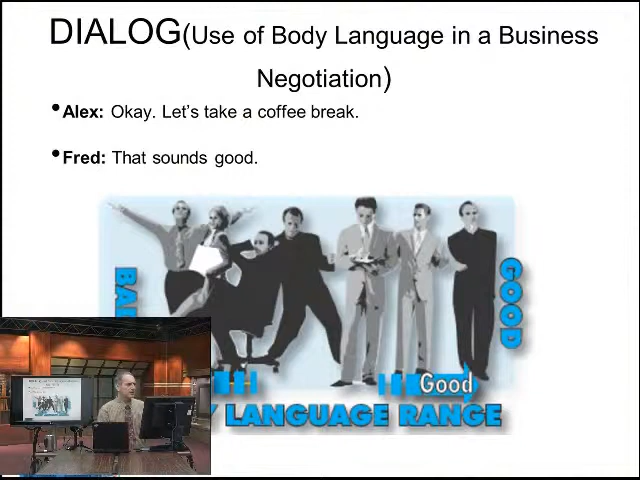 DIALOG(Use of Body Language in a Business
Negotiation)
•Alex: Okay. Let's take a coffee break.
•Fred: That sounds good.
GOOD
Good
LANGUAGE RANGE